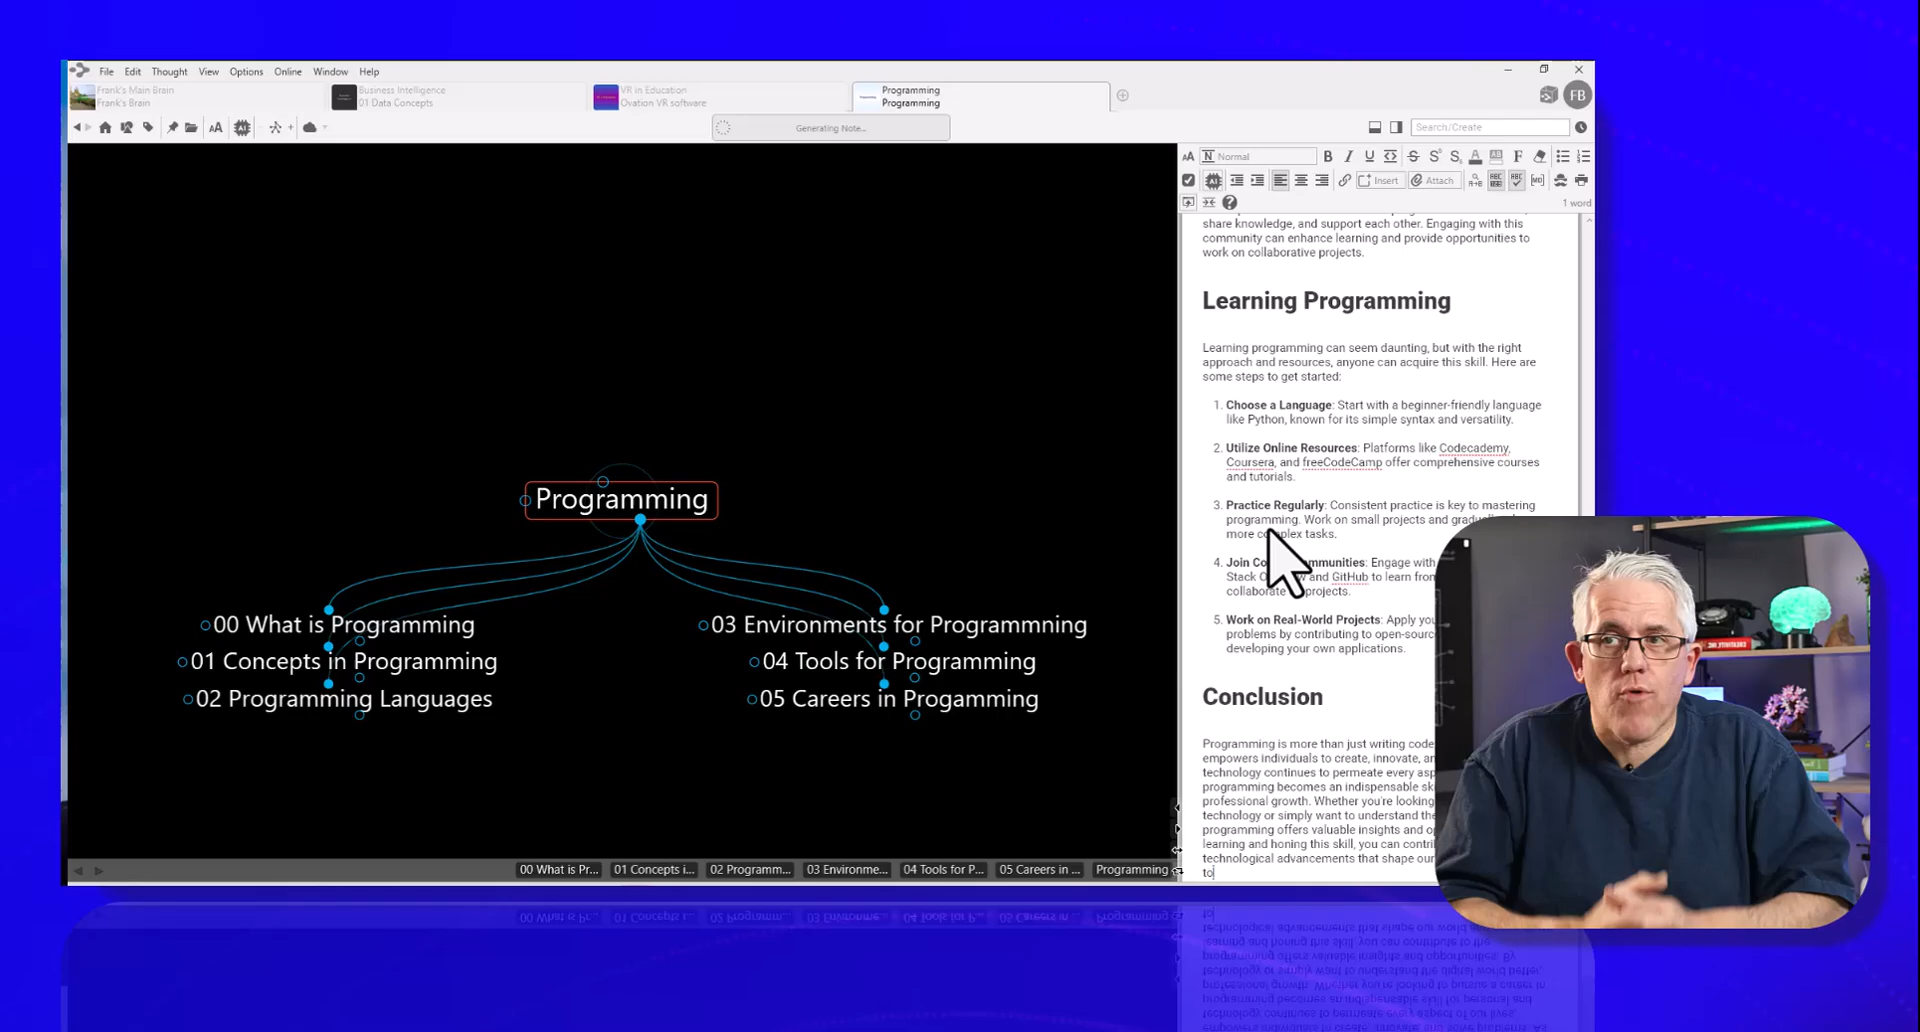 File Edit Thought View Options Online Window Help
Frank's Main Brain
Frank's Brain
Business Intelligence
01 Data Concepts
VR in Education
Ovation VR software
Programming
Programming
FB
Generating Note...
Search/Create
Normal
Insert
Attach
1 word
share knowledge, and support each other. Engaging with this
community can enhance learning and provide opportunities to
work on collaborative projects.
Learning Programming
Learning programming can seem daunting, but with the right
approach and resources, anyone can acquire this skill. Here are
some steps to get started:
1. Choose a Language: Start with a beginner-friendly language
like Python, known for its simple syntax and versatility.
2. Utilize Online Resources: Platforms like Codecademy,
Coursera, and freeCodeCamp offer comprehensive courses
and tutorials.
3. Practice Regularly: Consistent practice is key to mastering
programming. Work on small projects and
more complex tasks.
4. Join Engage with
Stack and GitHub to learn from
collaborate projects.
5. Work on Real-World Projects: Apply
problems by contributing to
developing your own applications.
Conclusion
Programming is more than just writing code
empowers individuals to create, innovate,
technology continues to permeate every
programming becomes an indispensable
professional growth. Whether you're looking
technology or simply want to understand the
programming offers valuable insights and
learning and honing this skill, you can
technological advancements that shape our
to
Programming
00 What is Programming
01 Concepts in Programming
02 Programming Languages
03 Environments for Programmning
04 Tools for Programming
05 Careers in Progamming
00 What is Pr... 01 Concepts i... 02 Programm... 03 Environme... 04 Tools for P... 05 Careers in ... Programming